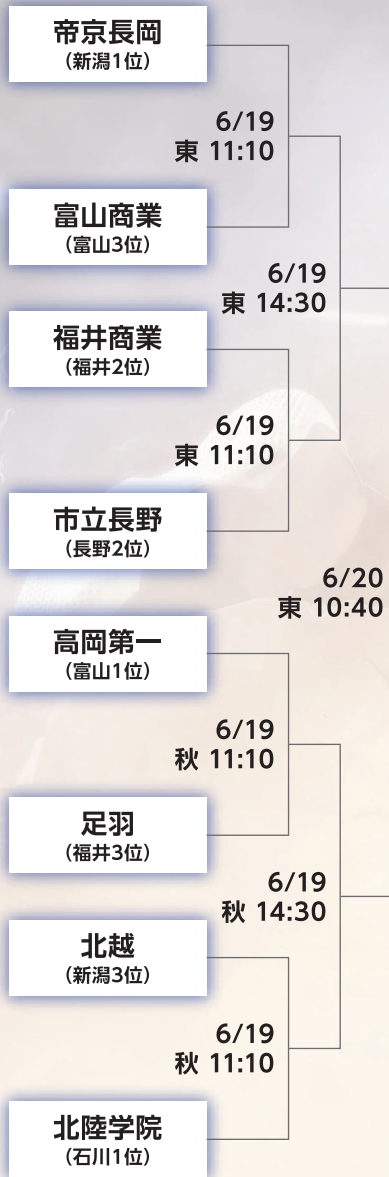 帝京長岡
(新潟1位)
6/19
東 11:10
富山商業
(富山3位)
6/19
東 14:30
福井商業
(福井2位)
6/19
東 11:10
市立長野
(長野2位)
6/20
東 10:40
高岡第一
(富山1位)
6/19
秋 11:10
足羽
(福井3位)
6/19
秋 14:30
北越
(新潟3位)
6/19
秋 11:10
北陸学院
(石川1位)